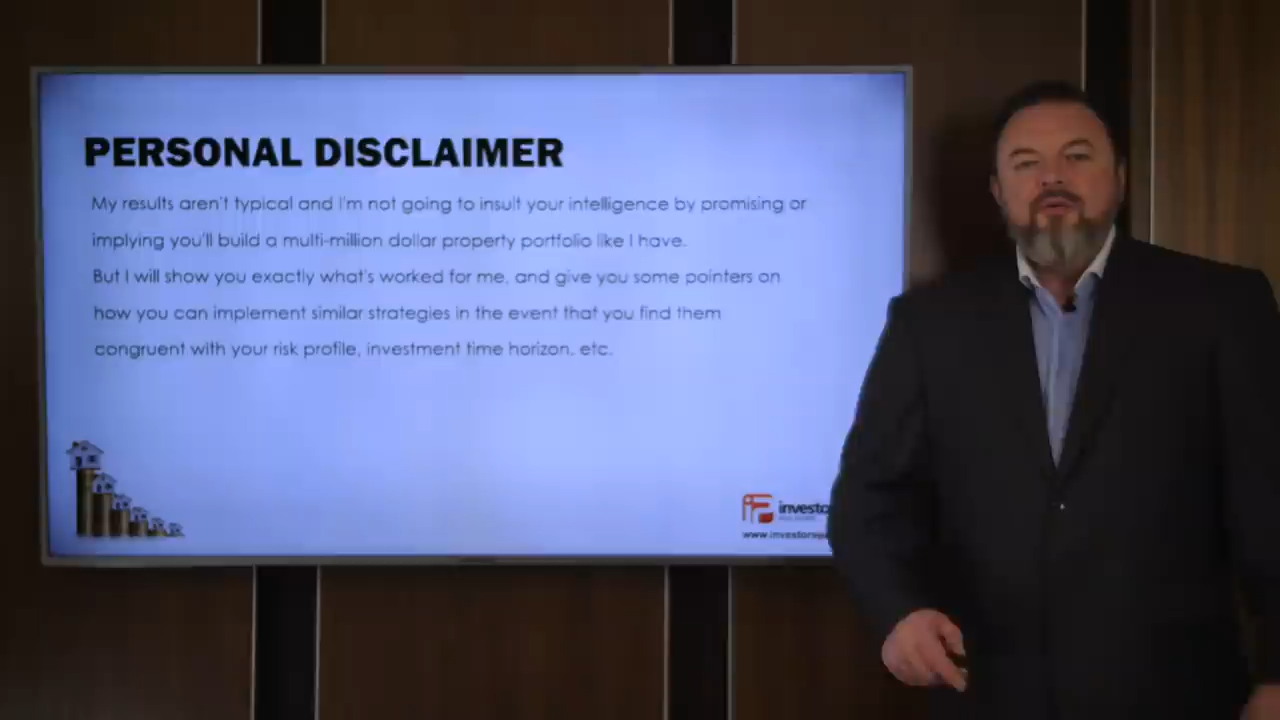 PERSONAL DISCLAIMER
My results aren't typical and I'm not going to insult your intelligence by promising or
implying you'll build a multi-million dollar property portfolio like I have.
But I will show you exactly what's worked for me, and give you some pointers on
how you can implement similar strategies in the event that you find them
congruent with your risk profile, investment time horizon, etc.